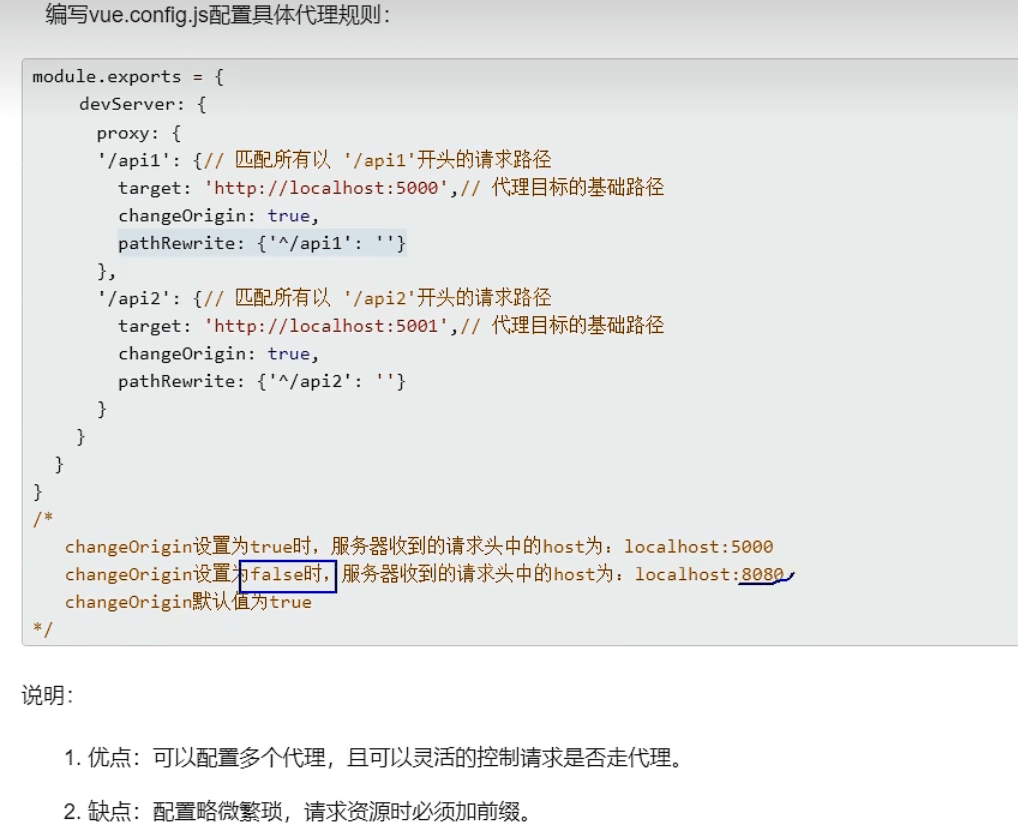 编写vue.config.js配置具体代理规则：
module.exports = {
devServer: {
proxy: {
'/api1': {// 匹配所有以 '/api1'开头的请求路径
target: 'http://localhost:5000',// 代理目标的基础路径
changeOrigin: true,
pathRewrite: {'^/api1': ''}
},
'/api2': {// 匹配所有以 '/api2'开头的请求路径
target: 'http://localhost:5001',// 代理目标的基础路径
changeOrigin: true,
pathRewrite: {'^/api2': ''}
}
}
}
}
/*
changeOrigin设置为true时，服务器收到的请求头中的host为：localhost:5000
changeOrigin设置为false时，服务器收到的请求头中的host为：localhost:8080
changeOrigin默认值为true
*/
说明：
1. 优点：可以配置多个代理，且可以灵活的控制请求是否走代理。
2. 缺点：配置略微繁琐，请求资源时必须加前缀。